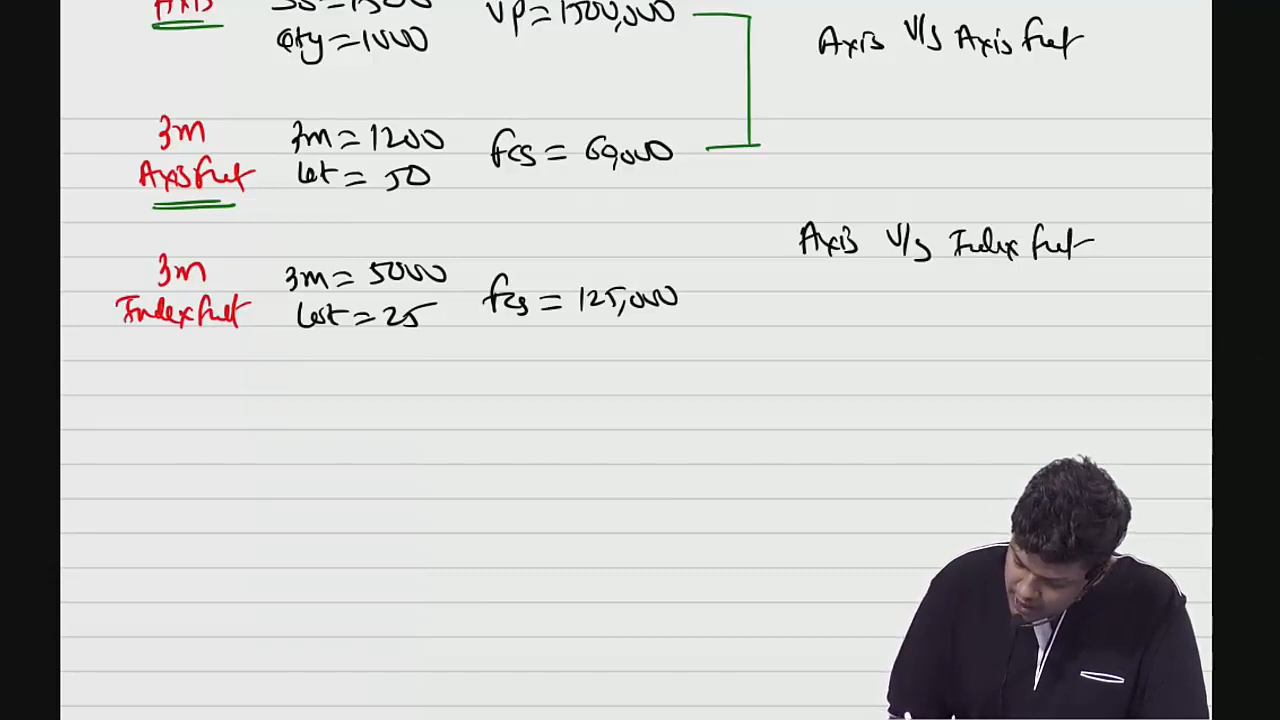 Axis
Qty = 1000
VP = 1500,000
Axis V/s Axis fut
3m
Axis fut
3m = 1200
Lot = 50
fcs = 60,000
Axis V/s Index fut
3m
Index fut
3m = 5000
Lot = 25
fcs = 125,000